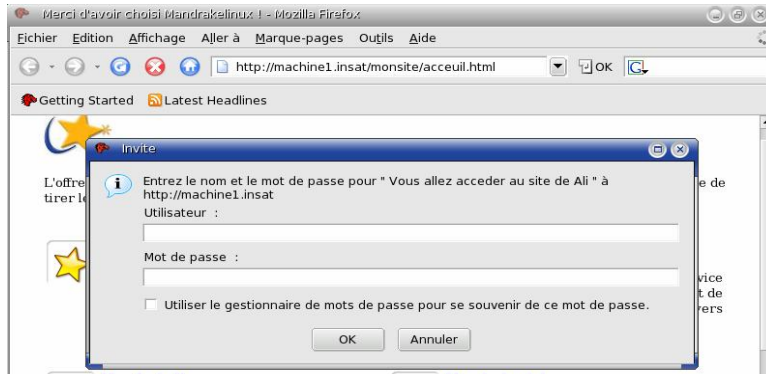 Merci d'avoir choisi Mandrakelinux ! - Mozilla Firefox
Fichier Edition Affichage Aller à Marque-pages Outils Aide
http://machine1.insat/monsite/acceuil.html OK G
Getting Started Latest Headlines
Invite
L'offre
tirer
e de
Entrez le nom et le mot de passe pour " Vous allez acceder au site de Ali " à
http://machine1.insat
Utilisateur :
Mot de passe :
vice
t de
vers
Utiliser le gestionnaire de mots de passe pour se souvenir de ce mot de passe.
OK Annuler